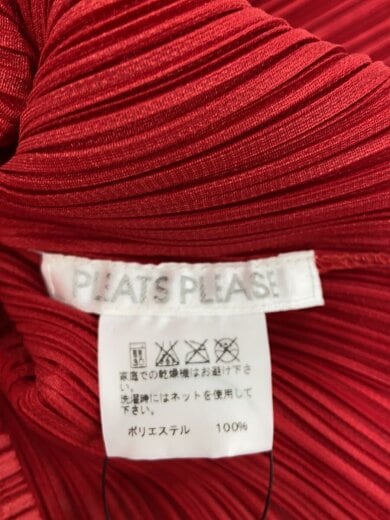 PLEATS PLEASE
家庭での乾燥機はお避け下さ
い。
洗濯時にはネットを使用して
下さい。
ポリエステル 100%